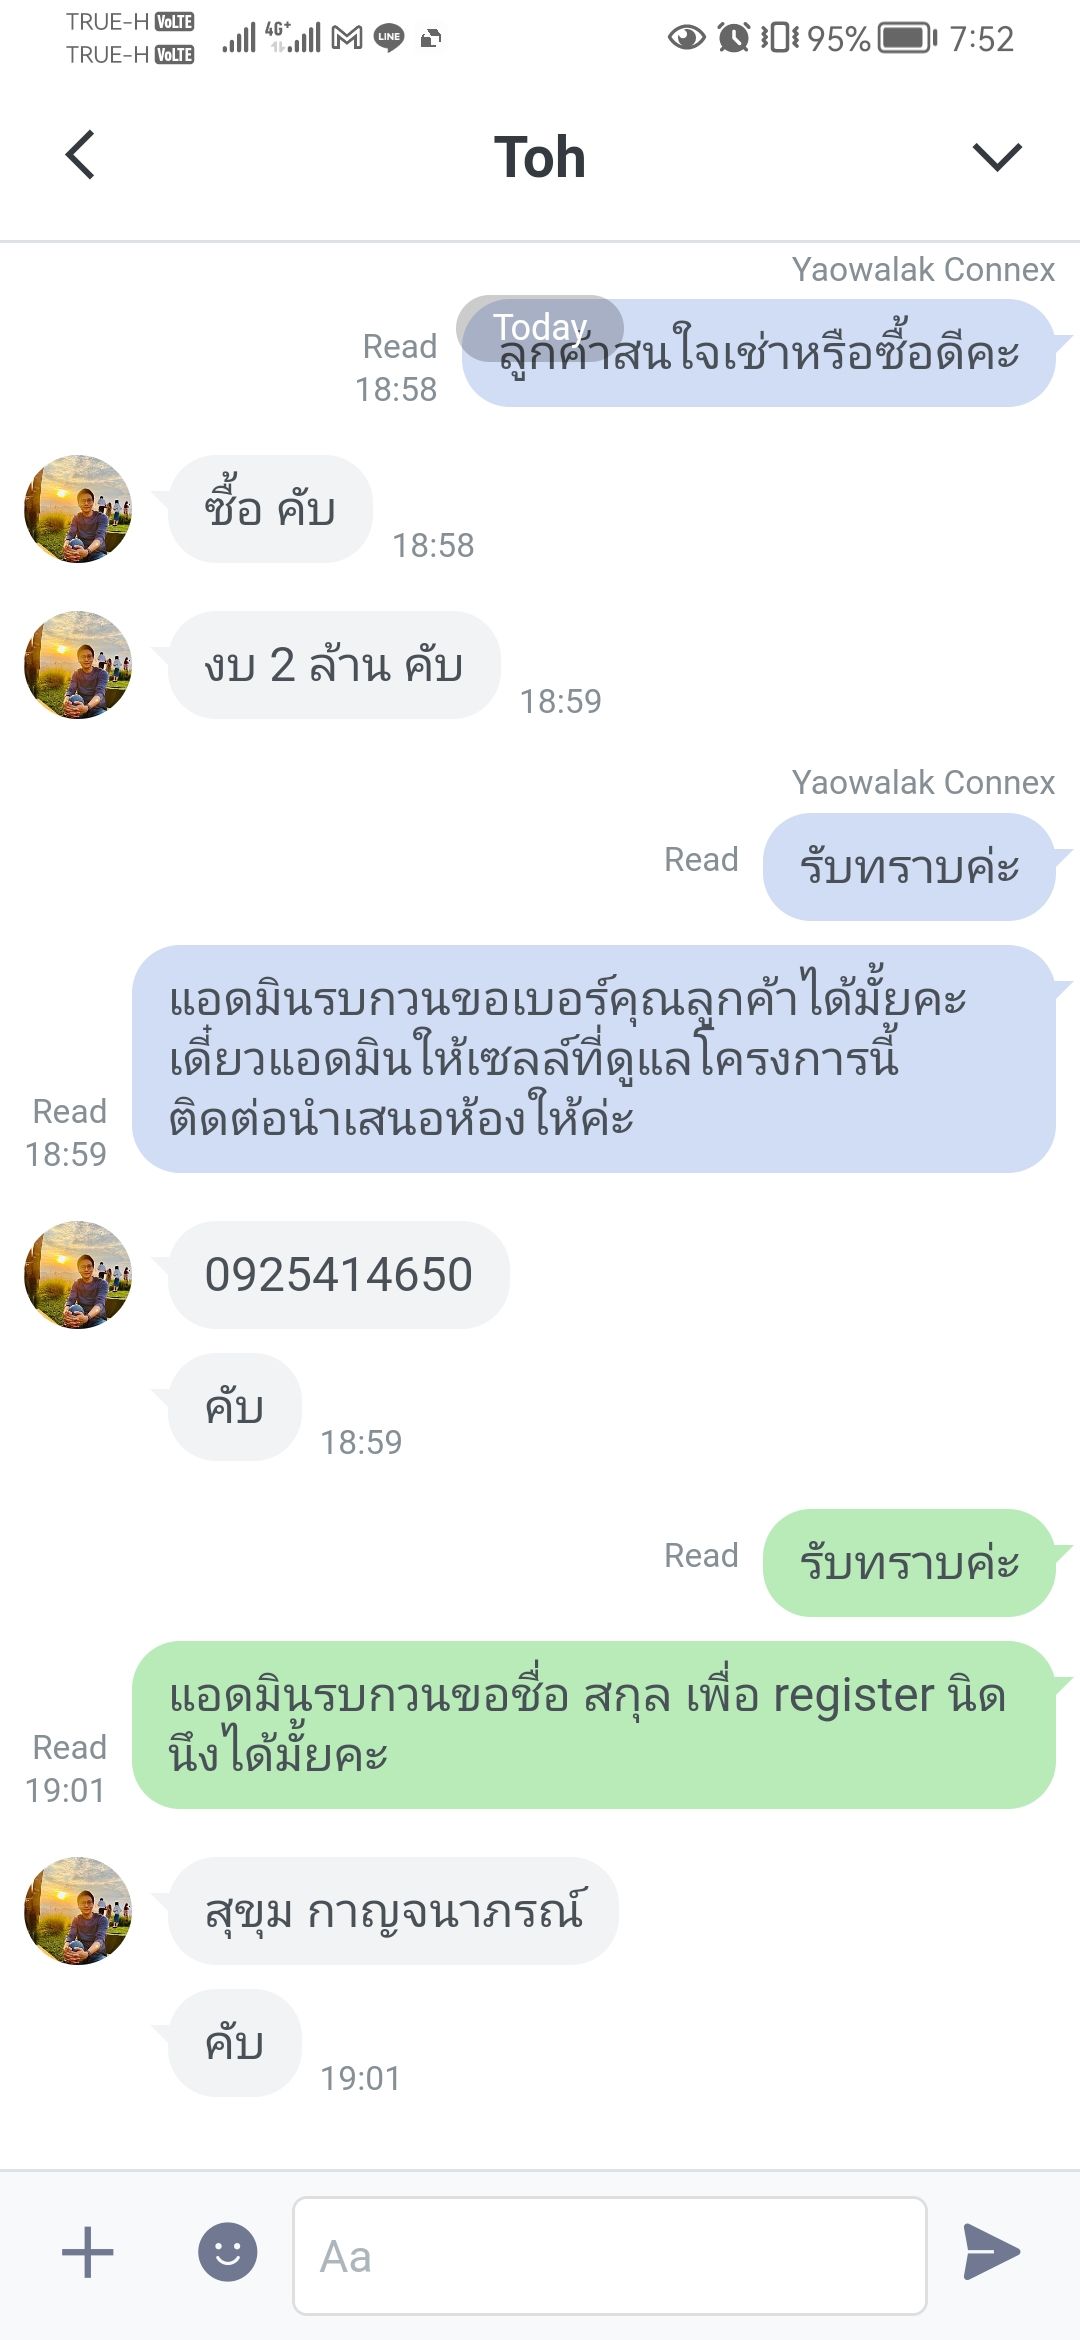 TRUE-H VoLTE
TRUE-H VoLTE
4G+
LINE
95%
7:52
Toh
Yaowalak Connex
Today
ลูกค้าสนใจเช่าหรือซื้อดีคะ
Read
18:58
ซื้อ คับ
18:58
งบ 2 ล้าน คับ
18:59
Yaowalak Connex
Read
รับทราบค่ะ
แอดมินรบกวนขอเบอร์คุณลูกค้าได้มั้ยคะ
เดี๋ยวแอดมินให้เซลล์ที่ดูแลโครงการนี้
ติดต่อนำเสนอห้องให้ค่ะ
Read
18:59
0925414650
คับ
18:59
Read
รับทราบค่ะ
แอดมินรบกวนขอชื่อ สกุล เพื่อ register นิด
นึงได้มั้ยคะ
Read
19:01
สุขุม กาญจนาภรณ์
คับ
19:01
Aa